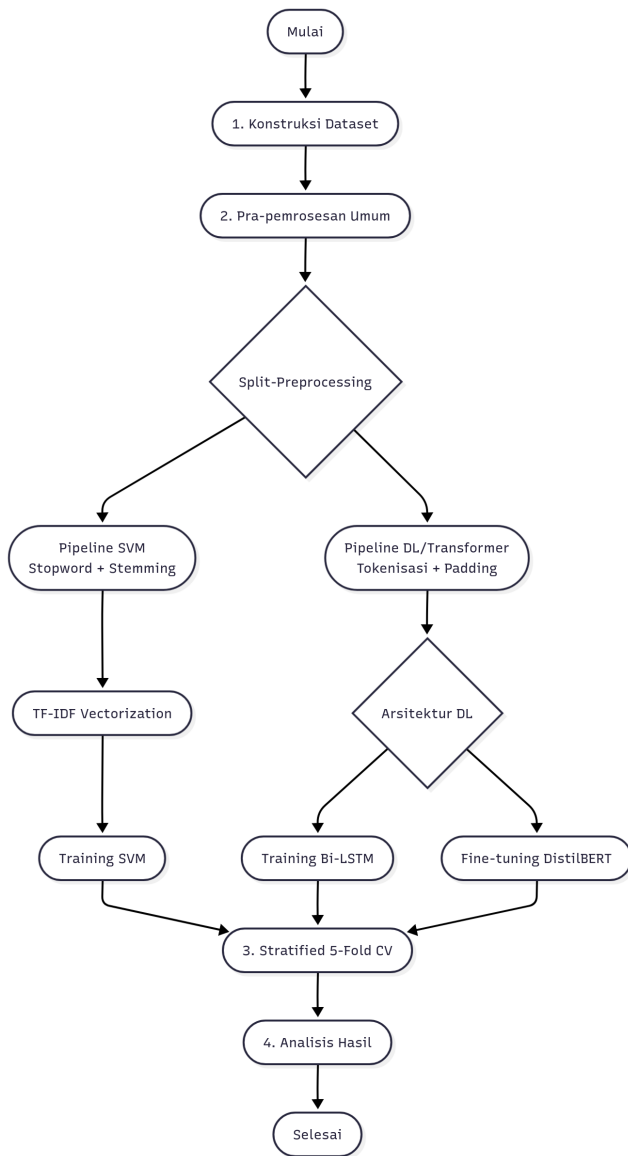 Mulai
1. Konstruksi Dataset
2. Pra-pemrosesan Umum
Split-Preprocessing
Pipeline SVM
Stopword + Stemming
Pipeline DL/Transformer
Tokenisasi + Padding
TF-IDF Vectorization
Arsitektur DL
Training SVM
Training Bi-LSTM
Fine-tuning DistilBERT
3. Stratified 5-Fold CV
4. Analisis Hasil
Selesai